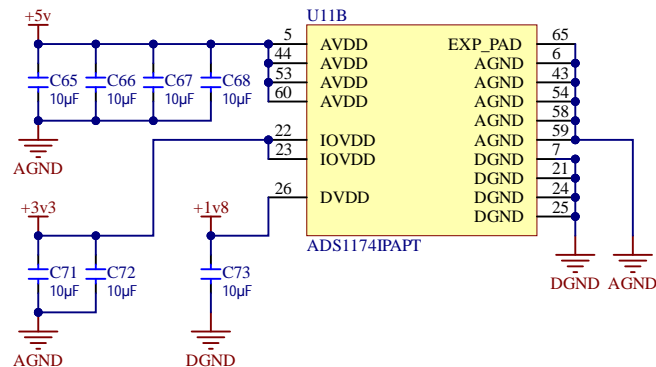 +5v
U11B
5 AVDD EXP_PAD 65
44 AVDD AGND 6
53 AVDD AGND 43
60 AVDD AGND 54
AGND 58
22 IOVDD AGND 59
23 IOVDD DGND 7
DGND 21
26 DVDD DGND 24
DGND 25
ADS1174IPAPT
C65 C66 C67 C68
10µF 10µF 10µF 10µF
AGND
+3v3 +1v8
C71 C72 C73
10µF 10µF 10µF
DGND AGND
AGND DGND